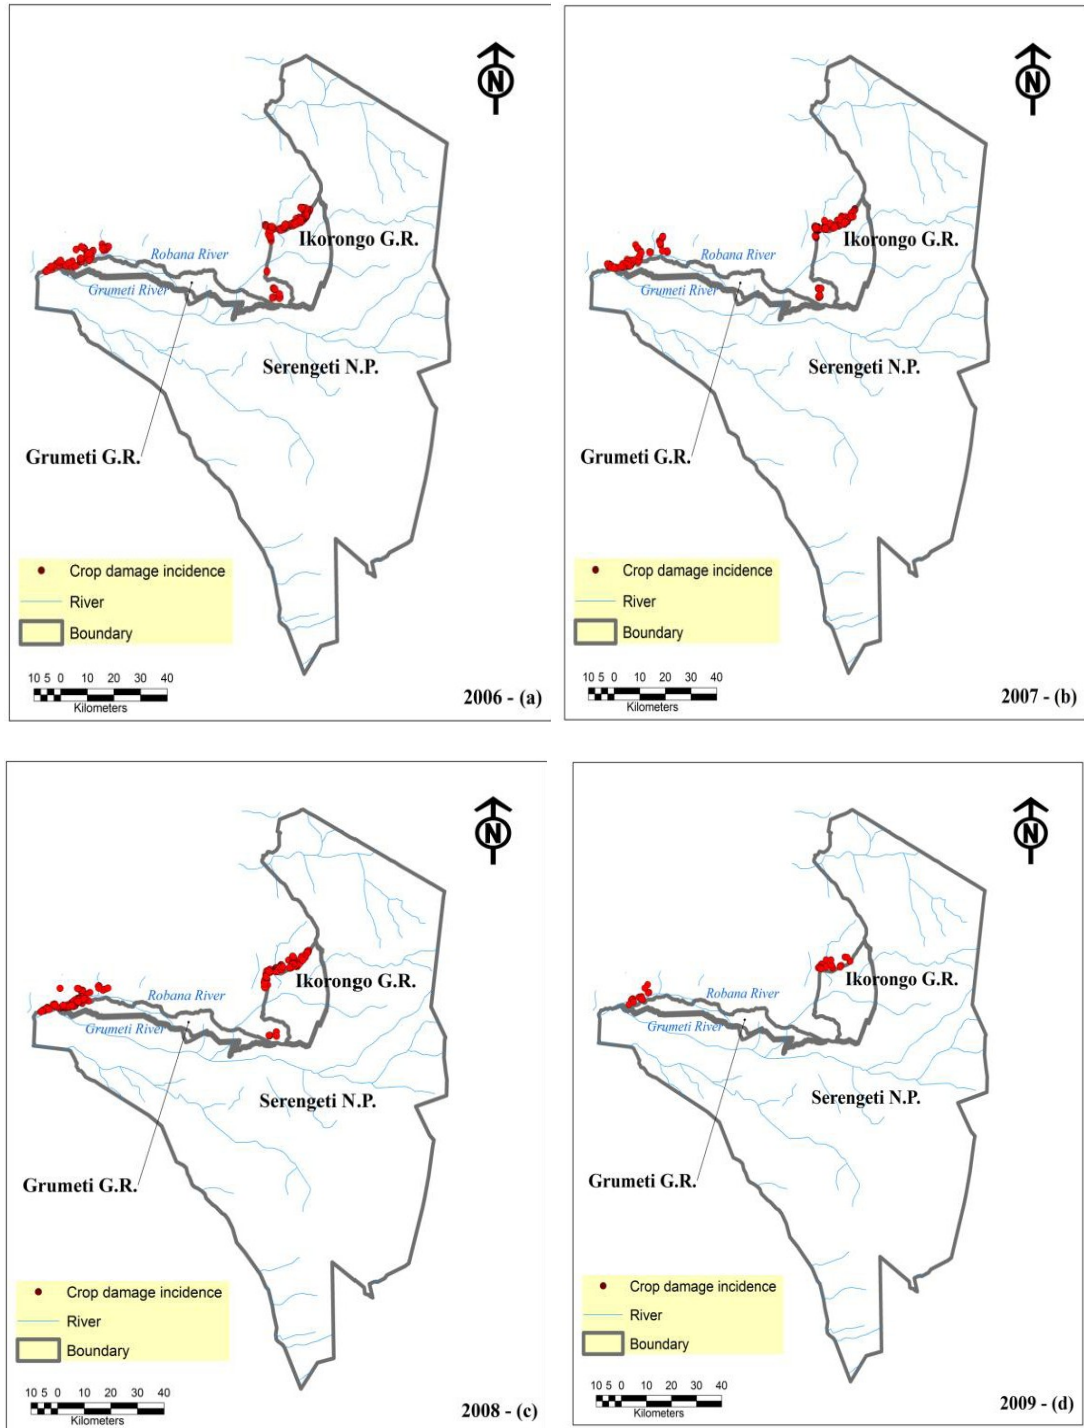 N
Ikorongo G.R.
Robana River
Grumeti River
Serengeti N.P.
Grumeti G.R.
Crop damage incidence
River
Boundary
10 5 0 10 20 30 40
Kilometers
2006 - (a)
N
Ikorongo G.R.
Robana River
Grumeti River
Serengeti N.P.
Grumeti G.R.
Crop damage incidence
River
Boundary
10 5 0 10 20 30 40
Kilometers
2007 - (b)
N
Ikorongo G.R.
Robana River
Grumeti River
Serengeti N.P.
Grumeti G.R.
Crop damage incidence
River
Boundary
10 5 0 10 20 30 40
Kilometers
2008 - (c)
N
Ikorongo G.R.
Robana River
Grumeti River
Serengeti N.P.
Grumeti G.R.
Crop damage incidence
River
Boundary
10 5 0 10 20 30 40
Kilometers
2009 - (d)